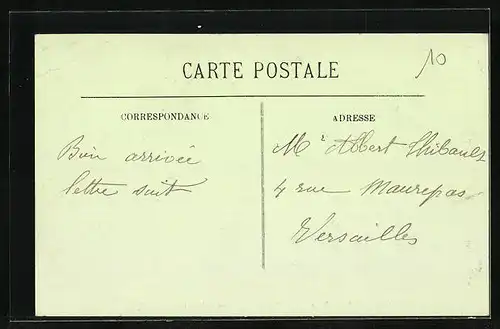 10
CARTE POSTALE
CORRESPONDANCE
ADRESSE
Bien arrivée
lettre suit
Mr Albert Thibault
4 rue Maurepas
Versailles